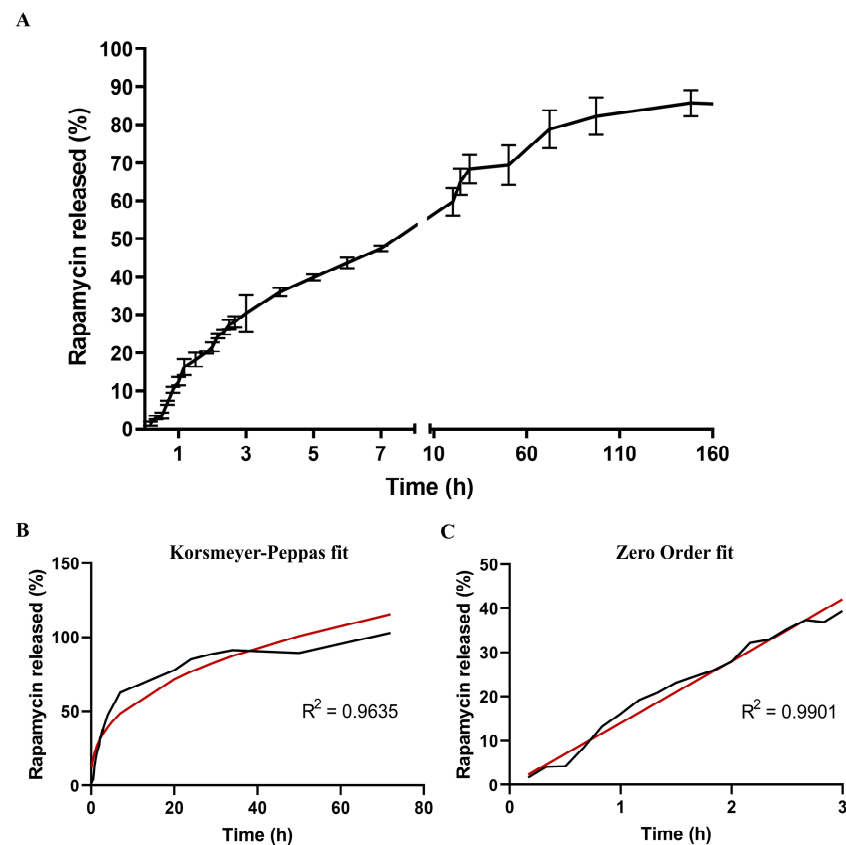 A
100
90
80
70
60
50
40
30
20
10
0
Rapamycin released (%)
1 3 5 7 10 60 110 160
Time (h)
B
Korsmeyer-Peppas fit
150
100
50
0
Rapamycin released (%)
R² = 0.9635
0 20 40 60 80
Time (h)
C
Zero Order fit
50
40
30
20
10
0
Rapamycin released (%)
R² = 0.9901
0 1 2 3
Time (h)